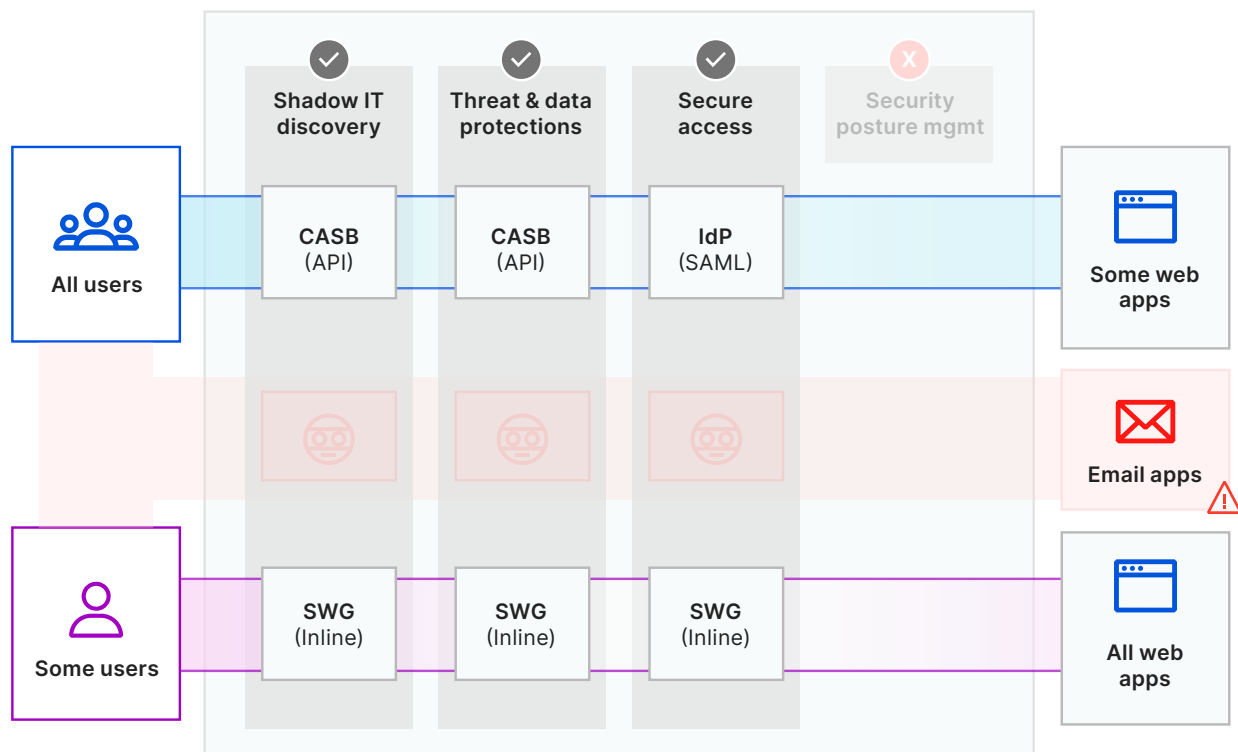 X
Shadow IT
discovery
Threat & data
protections
Secure
access
Security
posture mgmt
All users
CASB
(API)
CASB
(API)
IdP
(SAML)
Some web
apps
Email apps
Some users
SWG
(Inline)
SWG
(Inline)
SWG
(Inline)
All web
apps